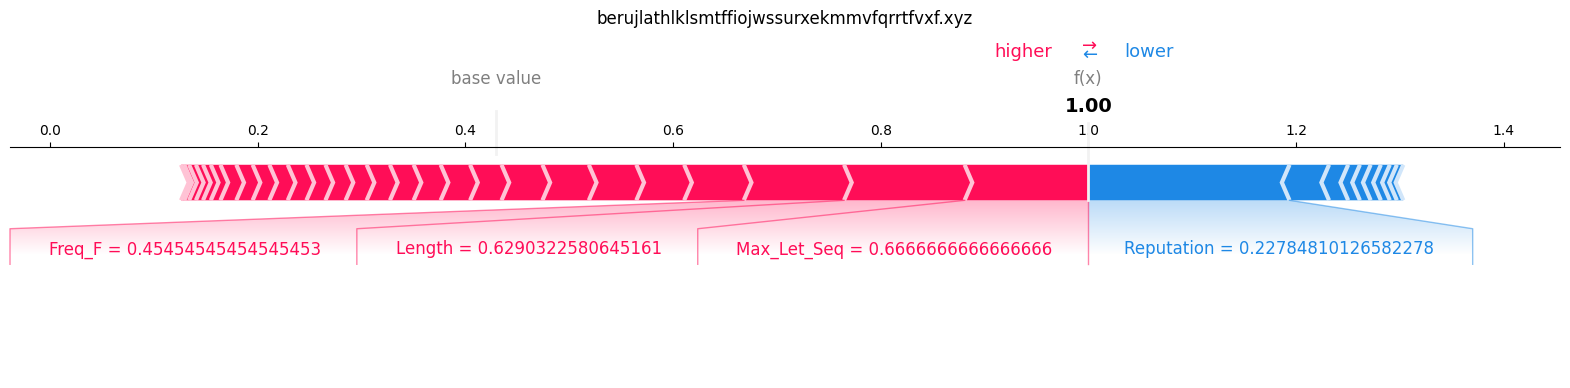 berujlathlklsmtffiojwssurxekmmvfqrrtfvxf.xyz
higher ⇄ lower
base value f(x)
1.00
0.0 0.2 0.4 0.6 0.8 1.0 1.2 1.4
Freq_F = 0.45454545454545453 Length = 0.6290322580645161 Max_Let_Seq = 0.6666666666666666 Reputation = 0.22784810126582278